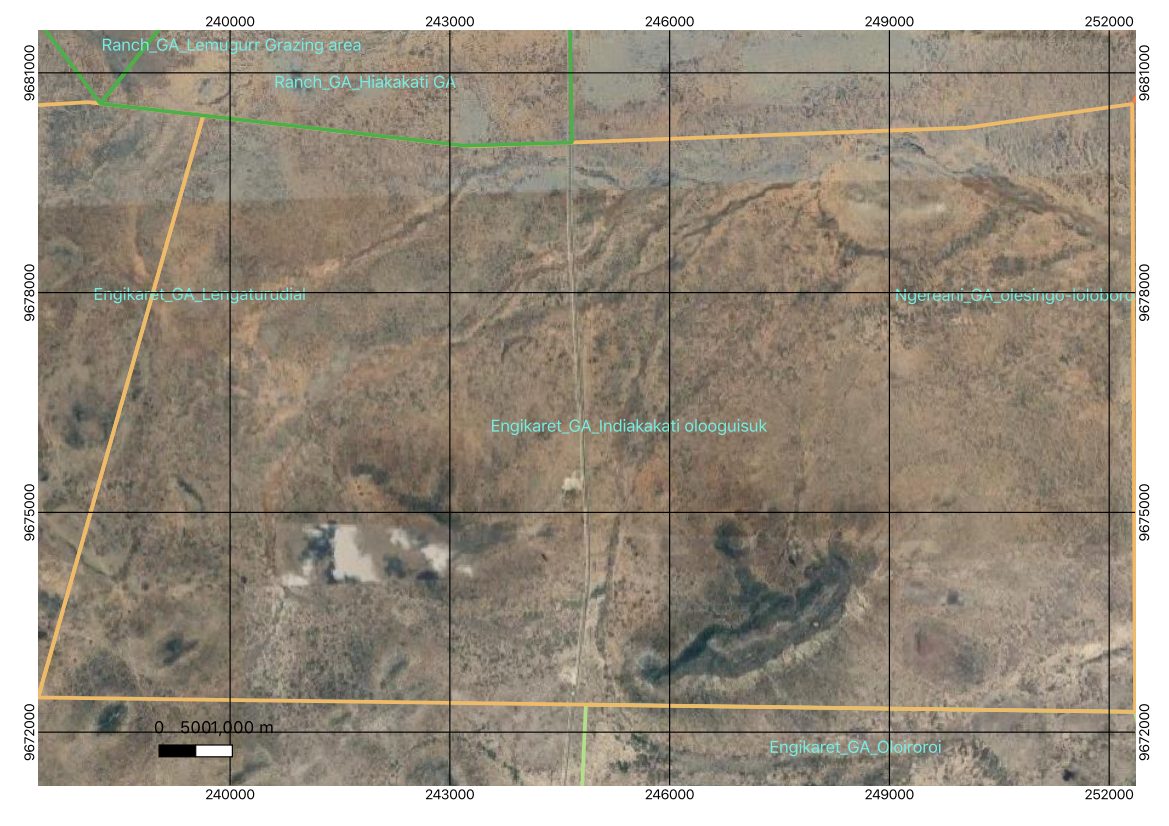 240000 243000 246000 249000 252000
Ranch_GA_Lemugurr Grazing area
9681000 9681000
Ranch_GA_Hiakakati GA
9678000 9678000
Engikaret_GA_Lengaturudial
Ngereani_GA_olesingo-loloboro
Engikaret_GA_Indiakakati olooguisuk
9675000 9675000
9672000 9672000
0 5001,000 m
Engikaret_GA_Oloiroroi
240000 243000 246000 249000 252000